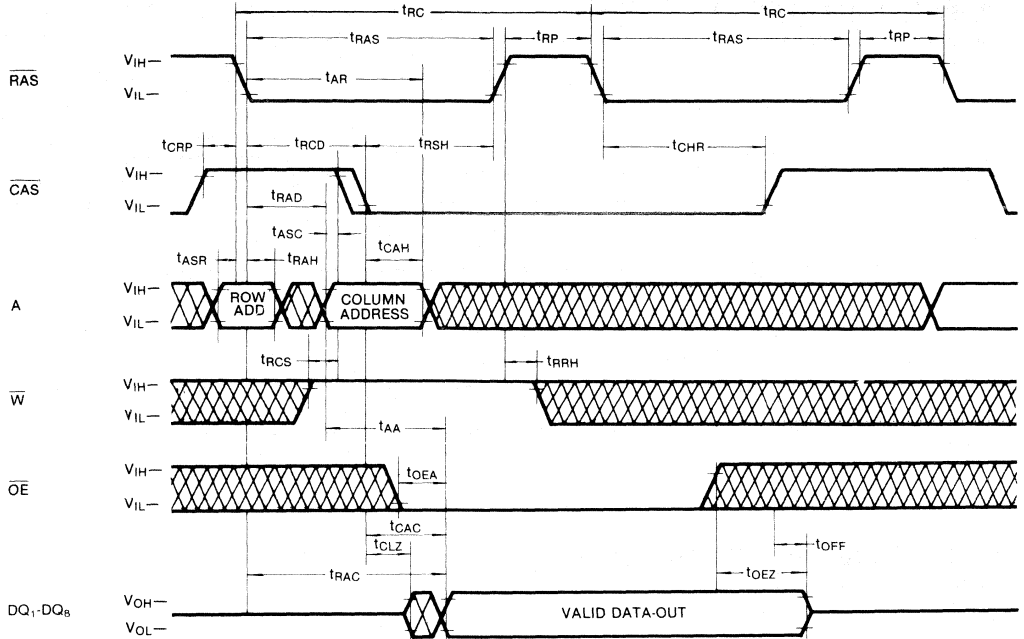 tRC tRC
tRAS tRP tRAS tRP
RAS VIH
tAR
VIL
tCRP tRCD tRSH tCHR
CAS VIH
tRAD
VIL
tASC
tASR tRAH tCAH
A VIH
ROW ADD COLUMN ADDRESS
VIL
tRCS tRRH
W VIH
VIL
tAA
OE VIH
tOEA
VIL
tCAC
tCLZ tOFF
tRAC tOEZ
DQ1-DQ8 VOH
VALID DATA-OUT
VOL